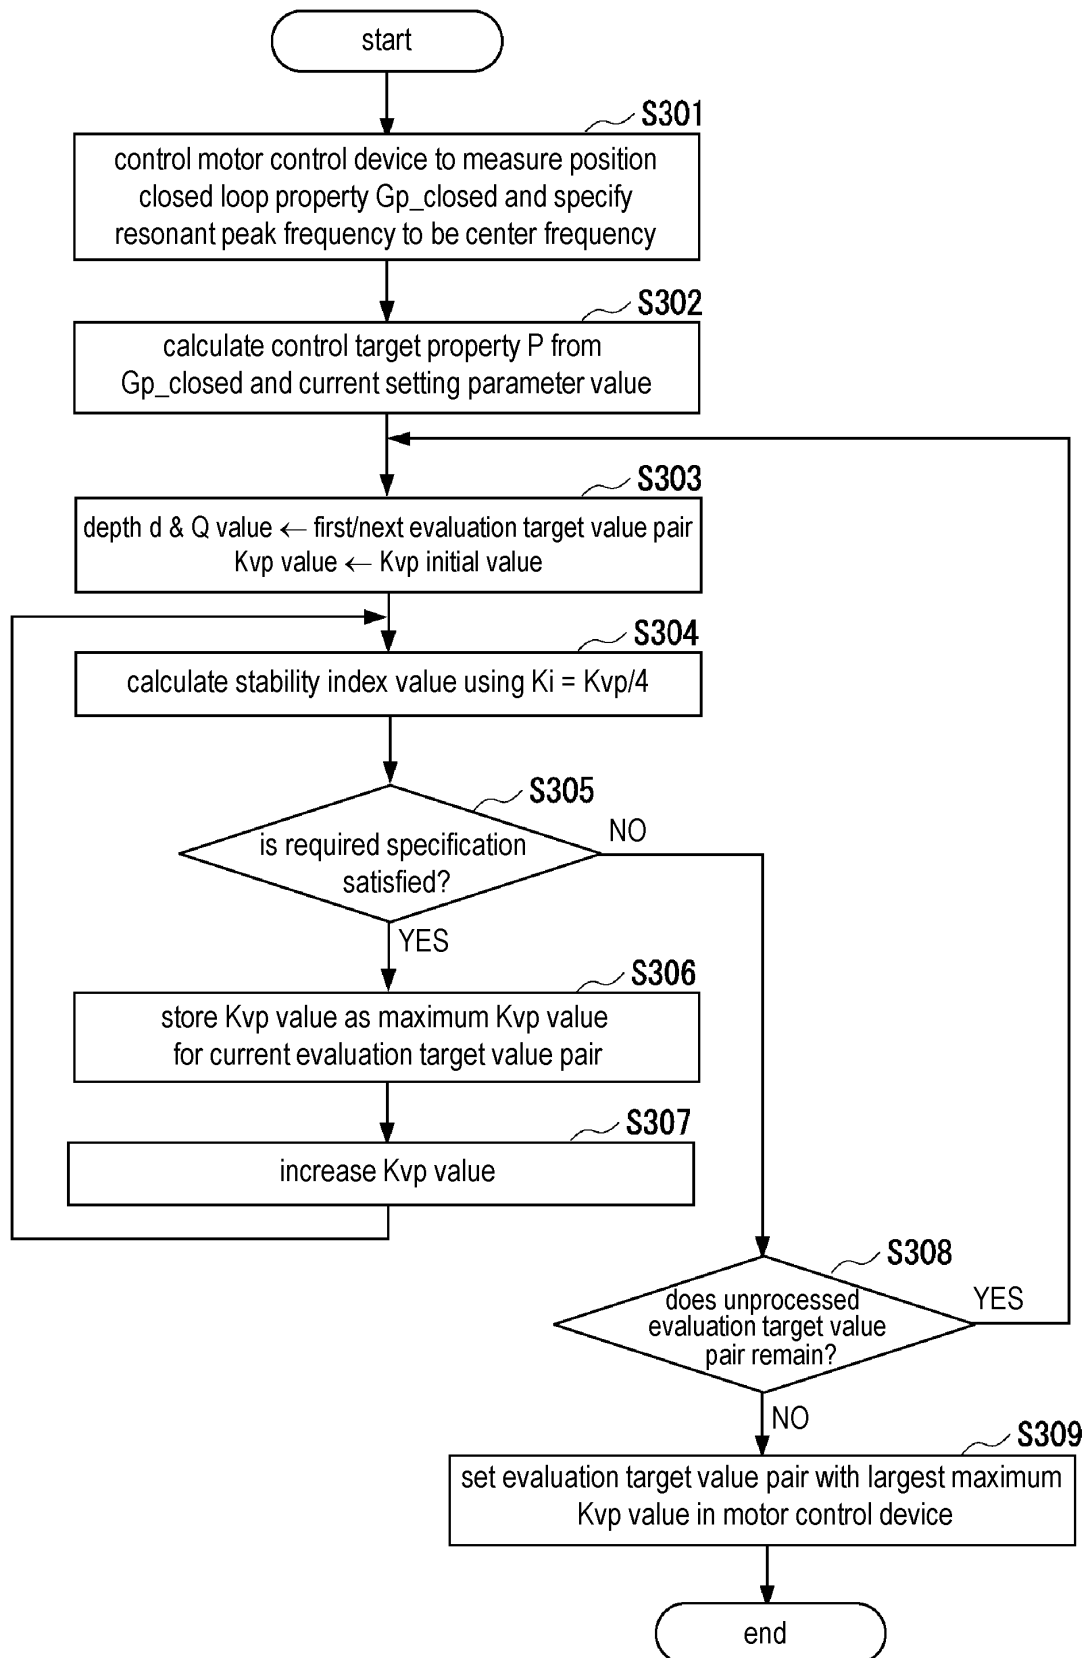 start
S301
control motor control device to measure position
closed loop property Gp_closed and specify
resonant peak frequency to be center frequency
S302
calculate control target property P from
Gp_closed and current setting parameter value
S303
depth d & Q value ← first/next evaluation target value pair
Kvp value ← Kvp initial value
S304
calculate stability index value using Ki = Kvp/4
S305
is required specification
satisfied?
NO
YES
S306
store Kvp value as maximum Kvp value
for current evaluation target value pair
S307
increase Kvp value
S308
does unprocessed
evaluation target value
pair remain?
YES
NO
S309
set evaluation target value pair with largest maximum
Kvp value in motor control device
end